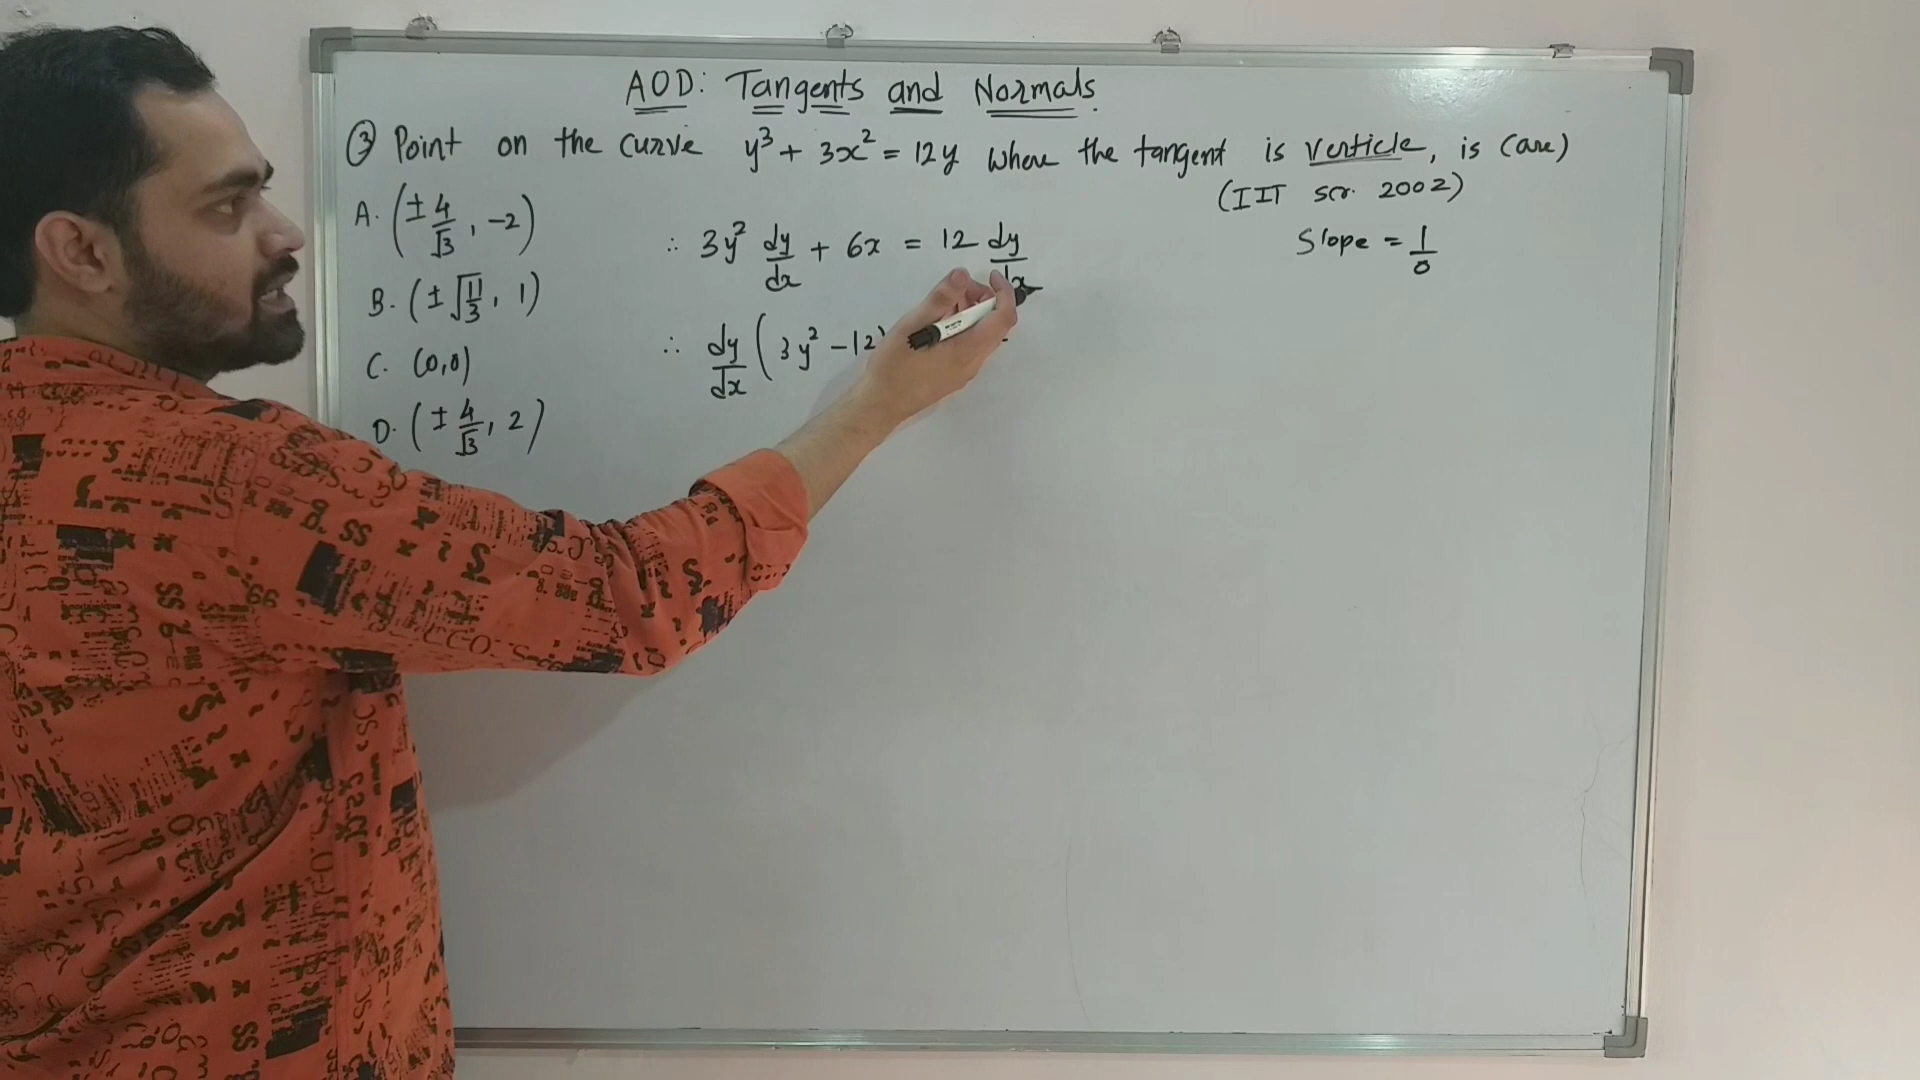 AOD: Tangents and Normals.
③ Point on the curve y³ + 3x² = 12y where the tangent is verticle, is (are)
(IIT scr. 2002)
A. (± 4/√3, -2)
B. (± √11/3, 1)
C. (0,0)
D. (± 4/√3, 2)
∴ 3y² dy/dx + 6x = 12 dy/dx
∴ dy/dx (3y² - 12)
Slope = 1/0